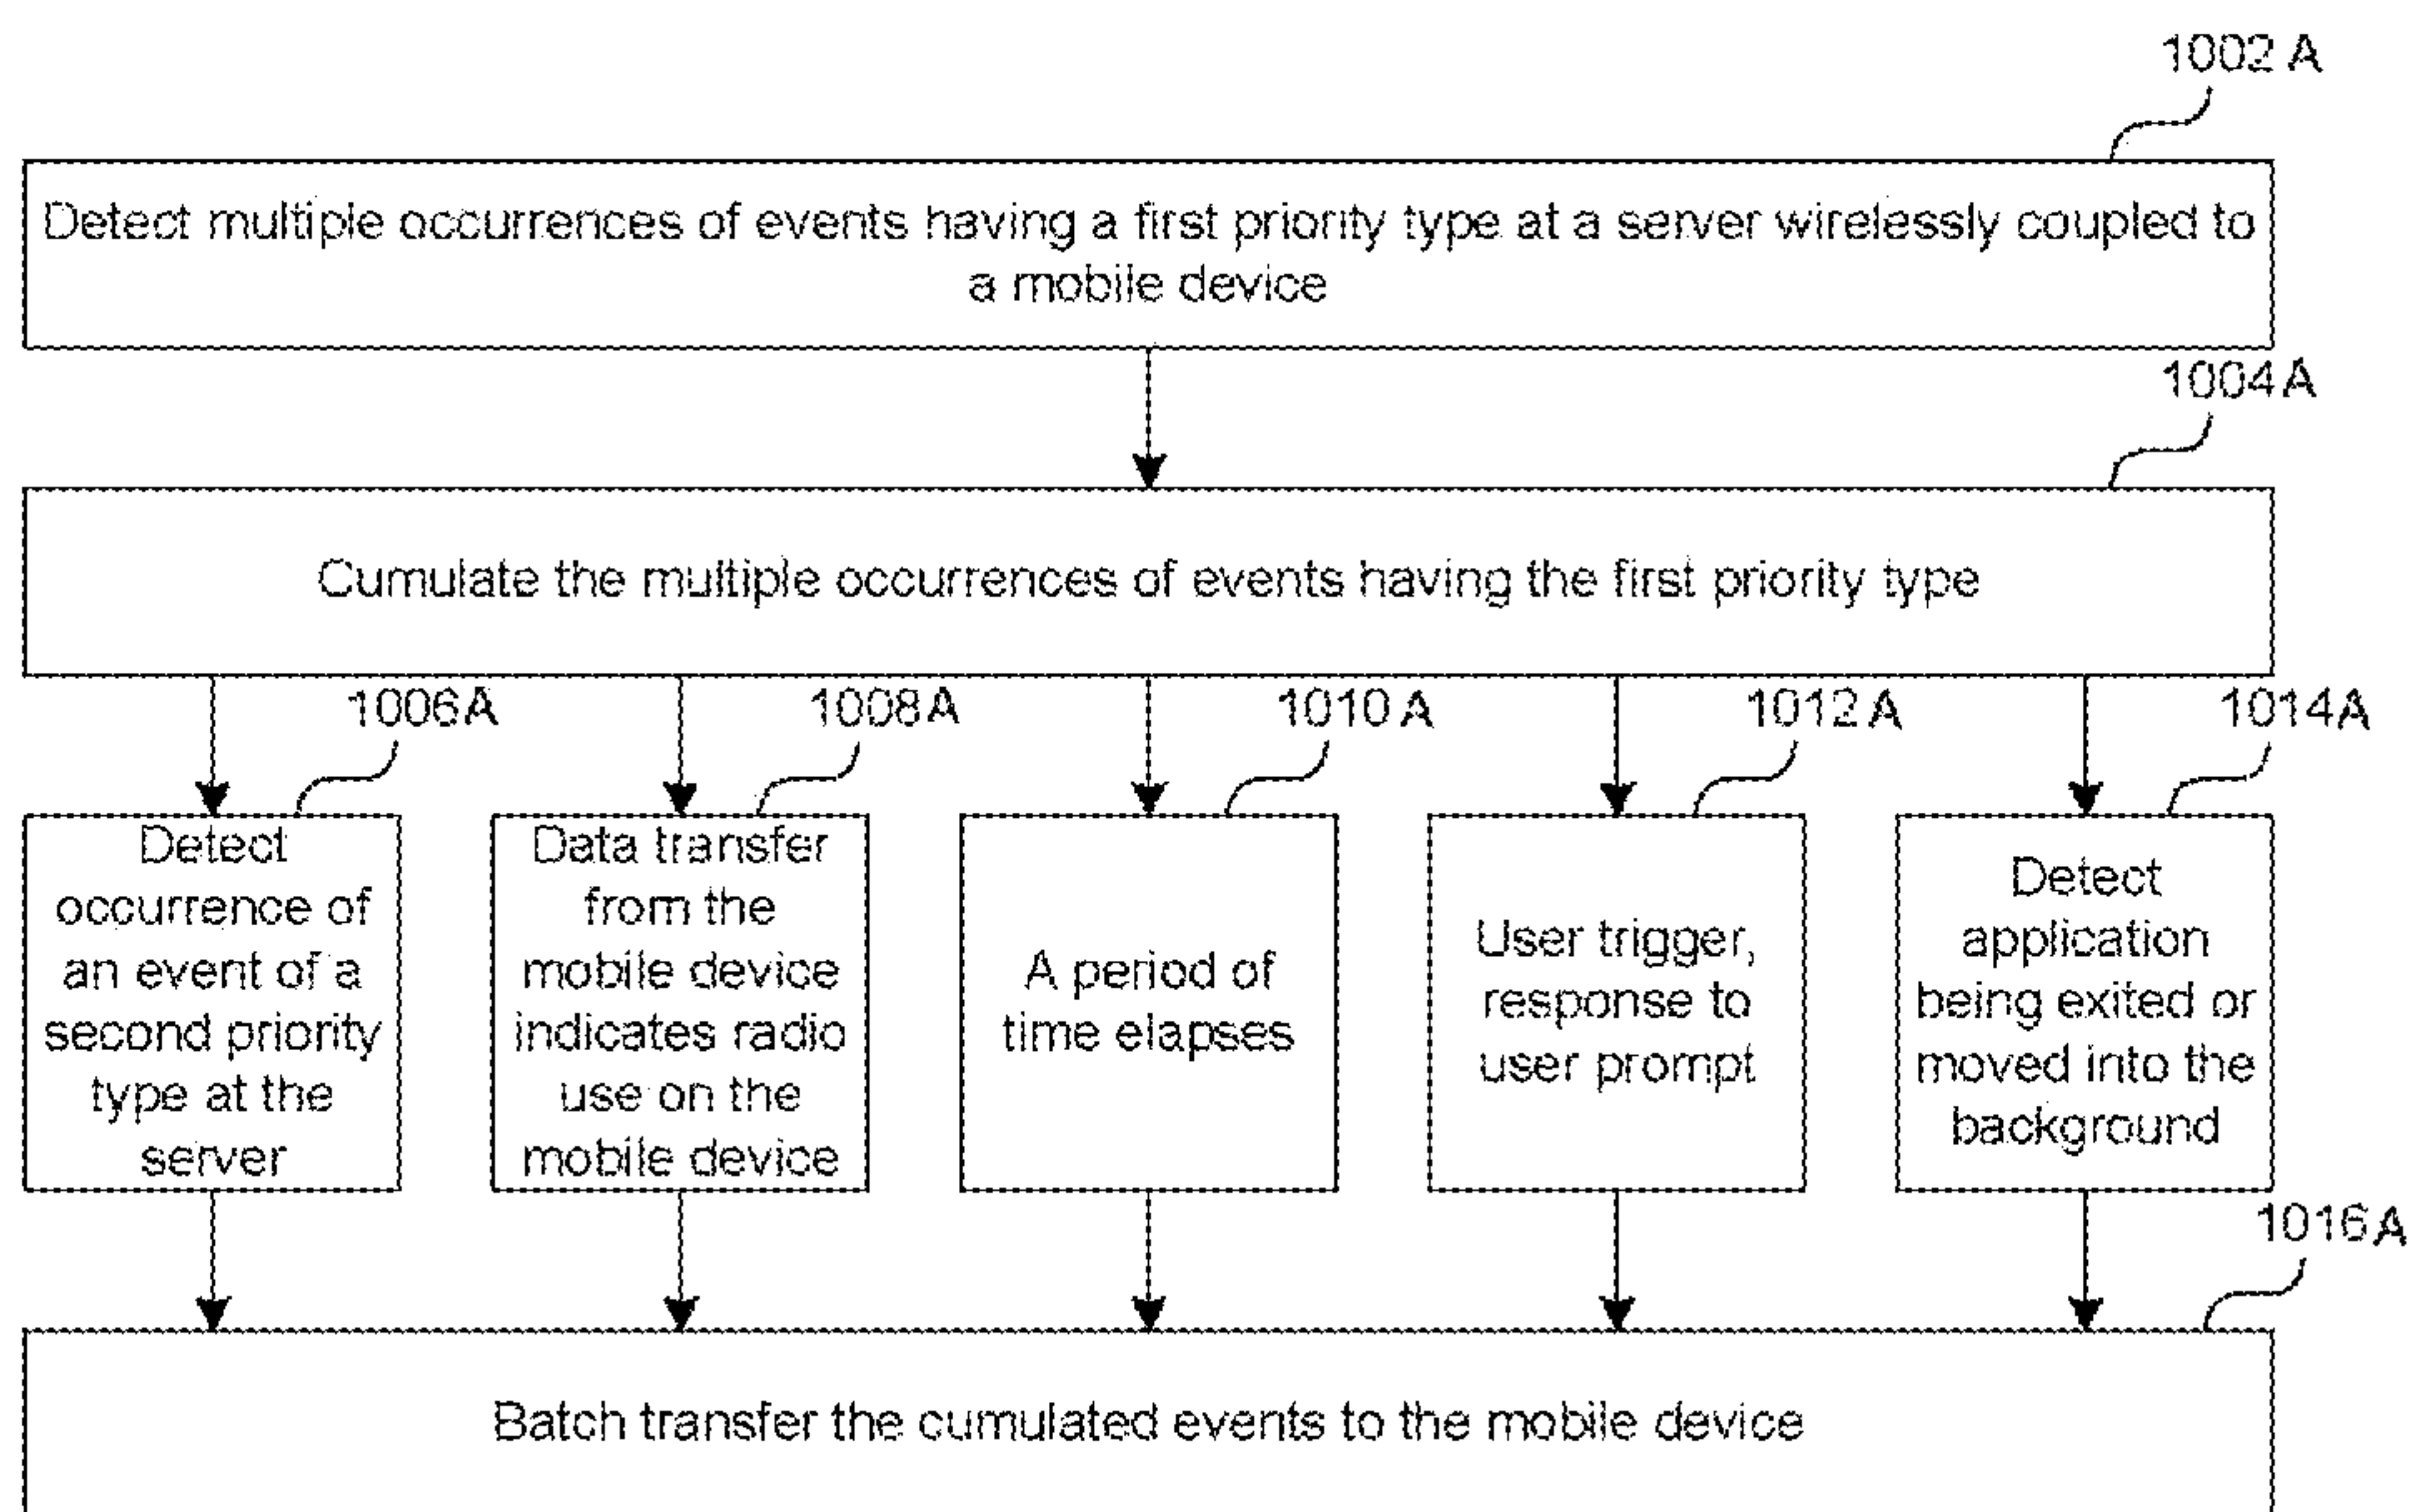 1002A
Detect multiple occurrences of events having a first priority type at a server wirelessly coupled to
a mobile device
1004A
Cumulate the multiple occurrences of events having the first priority type
1006A
Detect
occurrence of
an event of a
second priority
type at the
server
1008A
Data transfer
from the
mobile device
indicates radio
use on the
mobile device
1010A
A period of
time elapses
1012A
User trigger,
response to
user prompt
1014A
Detect
application
being exited or
moved into the
background
1016A
Batch transfer the cumulated events to the mobile device